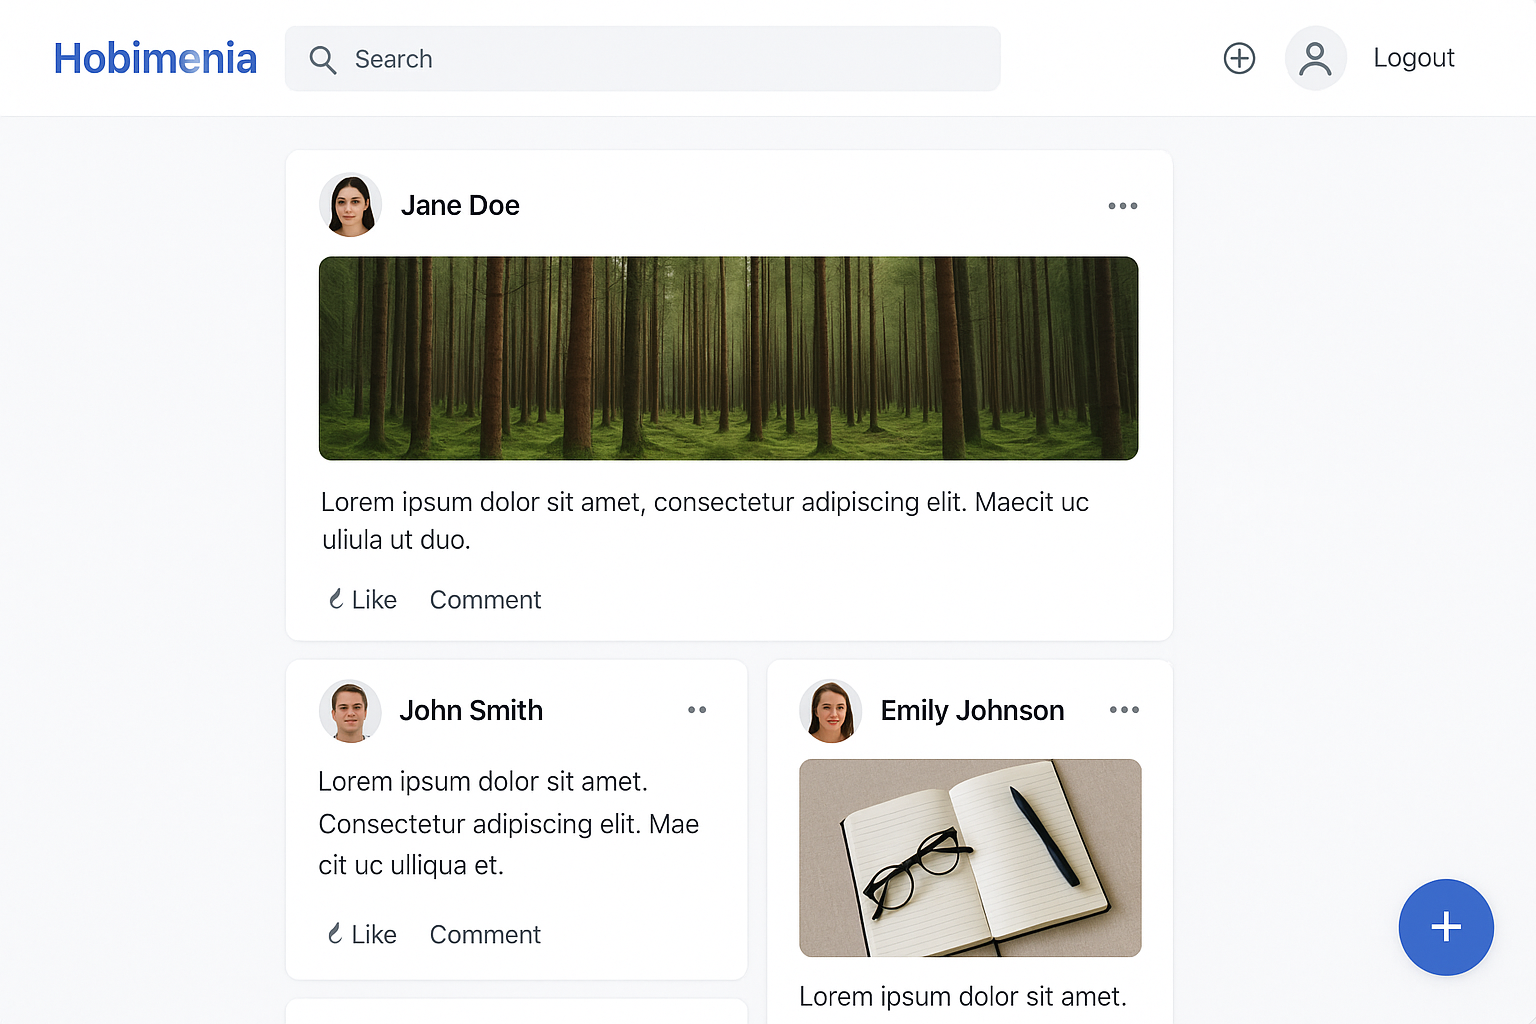 Hobimenia
Search
Logout
Jane Doe
Lorem ipsum dolor sit amet, consectetur adipiscing elit. Maecit uc
uliula ut duo.
Like Comment
John Smith
Lorem ipsum dolor sit amet.
Consectetur adipiscing elit. Mae
cit uc ulliqua et.
Like Comment
Emily Johnson
Lorem ipsum dolor sit amet.